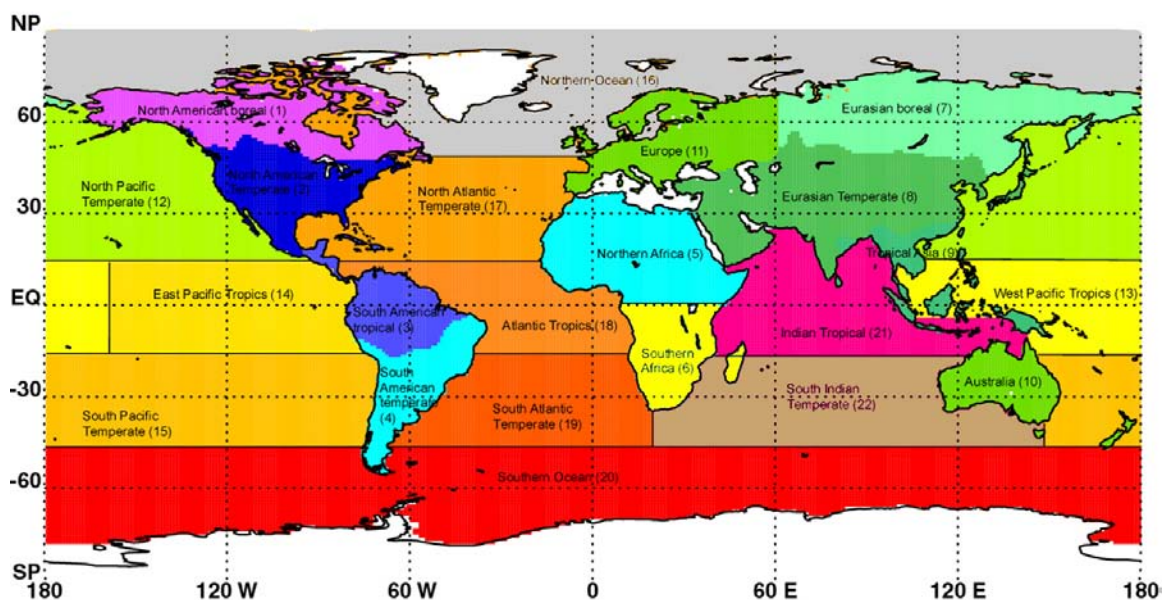 NP
Northern Ocean (16)
North American boreal (1)
Eurasian boreal (7)
60
Europe (11)
North Pacific
Temperate (12)
North American
Temperate (2)
North Atlantic
Temperate (17)
Eurasian Temperate (8)
30
Northern Africa (5)
Tropical Asia (9)
EQ
East Pacific Tropics (14)
West Pacific Tropics (13)
South American
tropical (3)
Atlantic Tropics (18)
Indian Tropical (21)
Southern
Africa (6)
South
American
temperate
(4)
Australia (10)
-30
South Pacific
Temperate (15)
South Atlantic
Temperate (19)
South Indian
Temperate (22)
-60
Southern Ocean (20)
SP
180 120 W 60 W 0 60 E 120 E 180